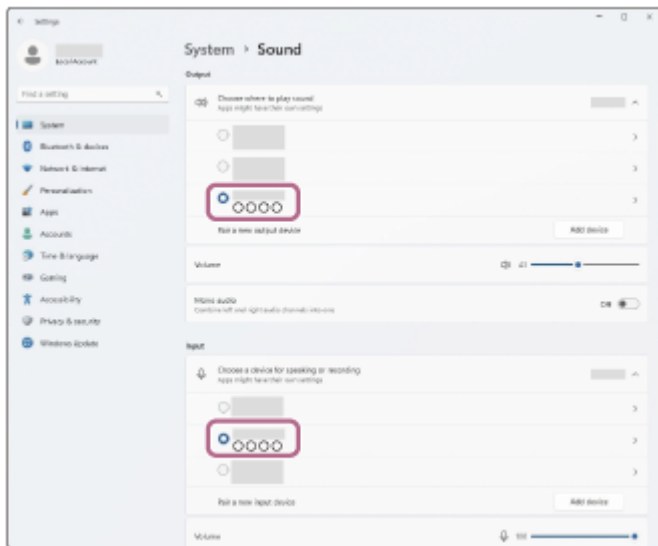 Settings
Local Account
Find a setting
System
Bluetooth & devices
Network & internet
Personalization
Apps
Accounts
Time & language
Gaming
Accessibility
Privacy & security
Windows Update
System > Sound
Output
Choose where to play sound
Apps might have their own settings
○○○○
Pair a new output device
Add device
Volume
Mono audio
Combine left and right audio channels into one
Off
Input
Choose a device for speaking or recording
Apps might have their own settings
○○○○
Pair a new input device
Add device
Volume
100